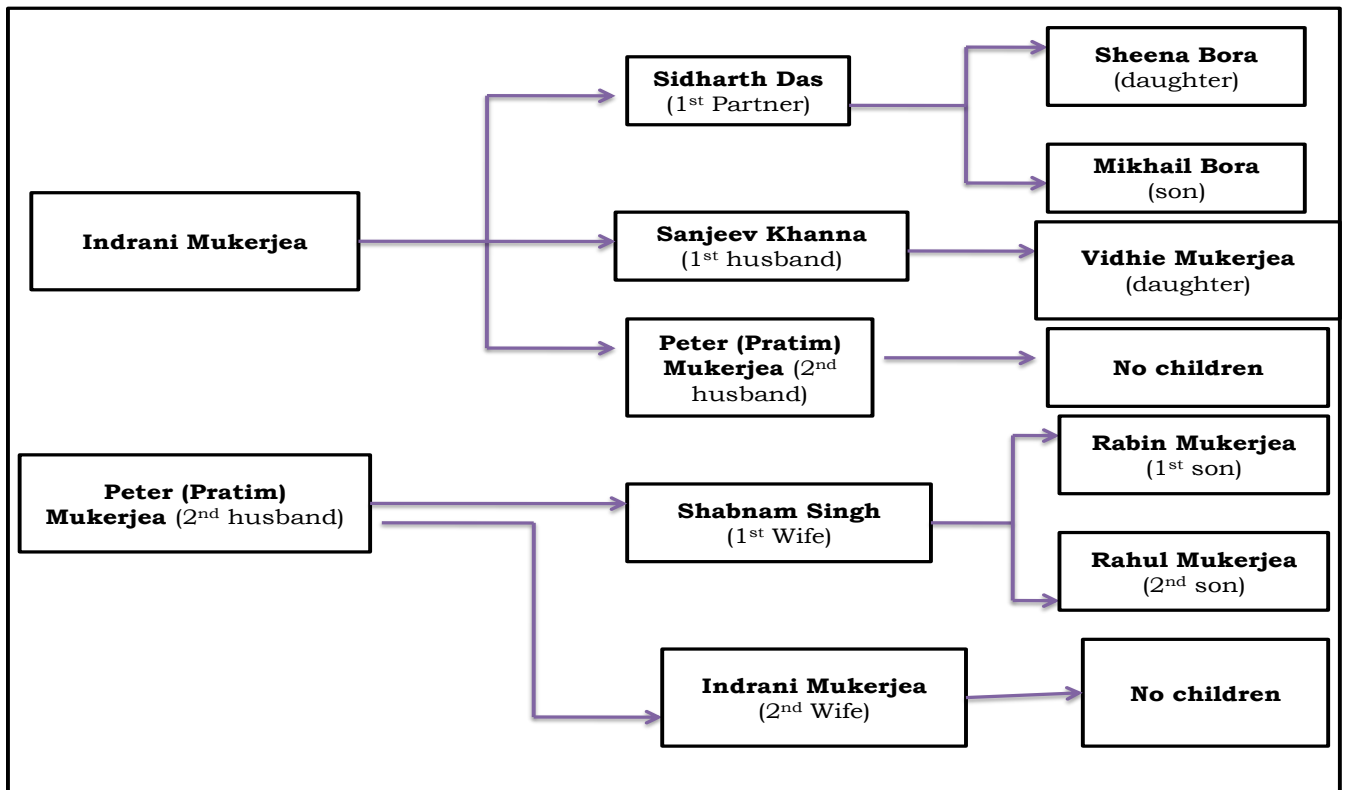 Sidharth Das
(1st Partner)
Sheena Bora
(daughter)
Mikhail Bora
(son)
Indrani Mukerjea
Sanjeev Khanna
(1st husband)
Vidhie Mukerjea
(daughter)
Peter (Pratim)
Mukerjea (2nd
husband)
No children
Peter (Pratim)
Mukerjea (2nd husband)
Shabnam Singh
(1st Wife)
Rabin Mukerjea
(1st son)
Rahul Mukerjea
(2nd son)
Indrani Mukerjea
(2nd Wife)
No children